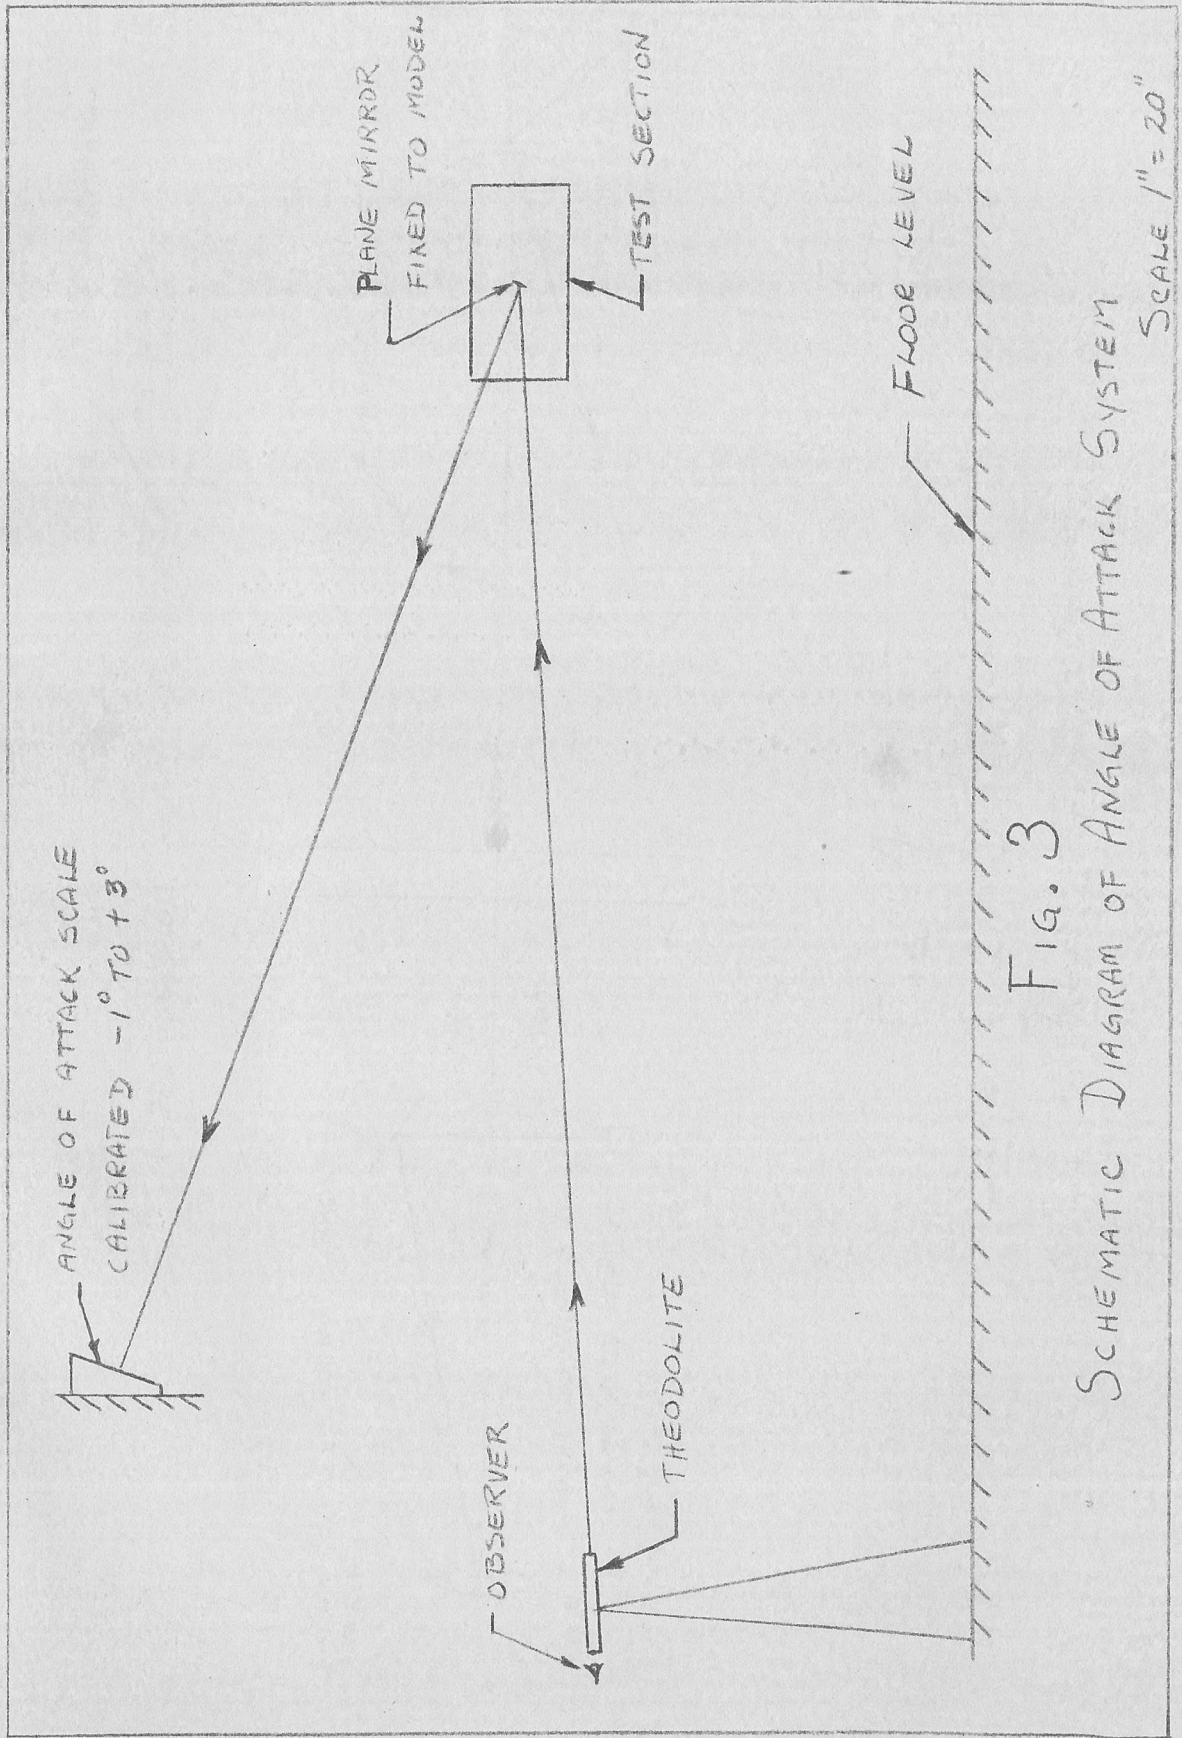 ANGLE OF ATTACK SCALE
CALIBRATED -1° TO +3°
PLANE MIRROR
FIXED TO MODEL
OBSERVER
TEST SECTION
THEODOLITE
FLOOR LEVEL
FIG. 3
SCHEMATIC DIAGRAM OF ANGLE OF ATTACK SYSTEM
SCALE 1" = 20"